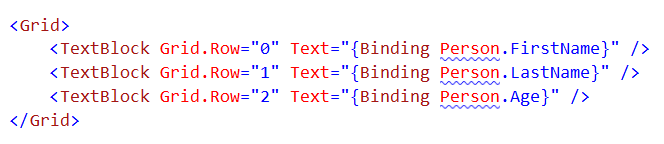 <Grid>
    <TextBlock Grid.Row="0" Text="{Binding Person.FirstName}" />
    <TextBlock Grid.Row="1" Text="{Binding Person.LastName}" />
    <TextBlock Grid.Row="2" Text="{Binding Person.Age}" />
</Grid>